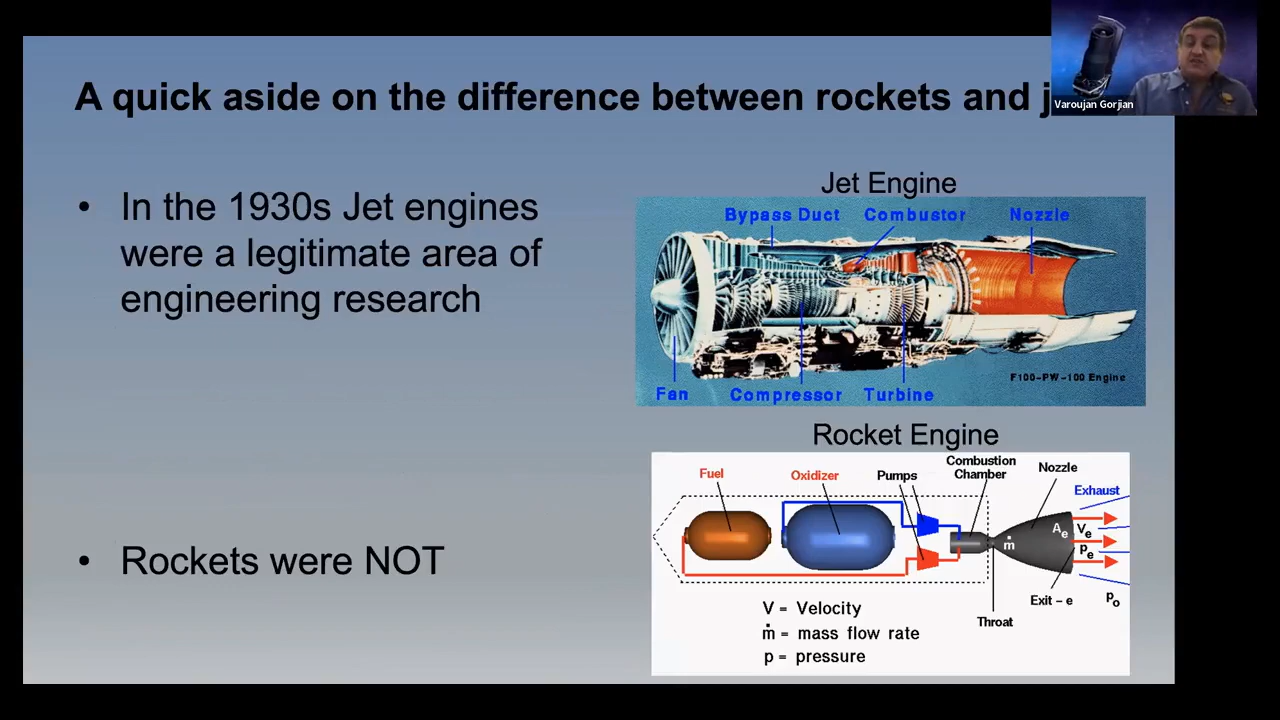 A quick aside on the difference between rockets and j
Varoujan Gorjian
• In the 1930s Jet engines
were a legitimate area of
engineering research
• Rockets were NOT
Jet Engine
Bypass Duct Combustor Nozzle
F100-PW-100 Engine
Fan Compressor Turbine
Rocket Engine
Fuel Oxidizer Pumps Combustion
Chamber Nozzle
Exhaust
Ae Ve
ṁ pe
Exit - e po
Throat
V = Velocity
ṁ = mass flow rate
p = pressure